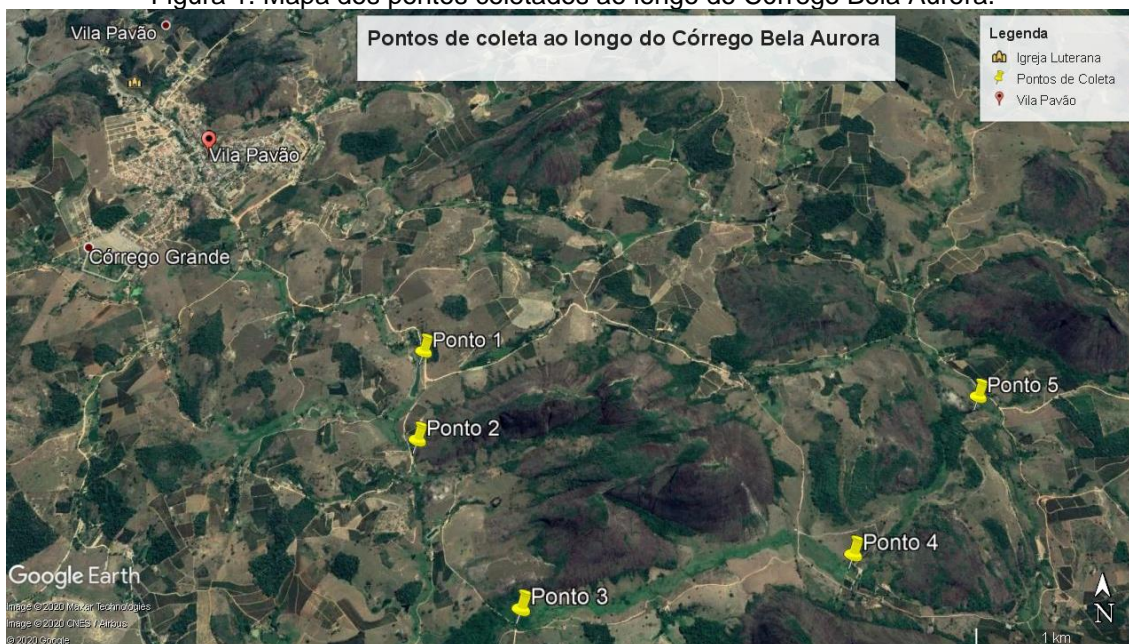 Figura 1: Mapa dos pontos coletados ao longo do Córrego Bela Aurora.
Vila Pavão
Pontos de coleta ao longo do Córrego Bela Aurora
Legenda
Igreja Luterana
Pontos de Coleta
Vila Pavão
Vila Pavão
Córrego Grande
Ponto 1
Ponto 5
Ponto 2
Ponto 4
Ponto 3
Google Earth
Image © 2020 Maxar Technologies
Image © 2020 CNES / Airbus
© 2020 Google
N
1 km